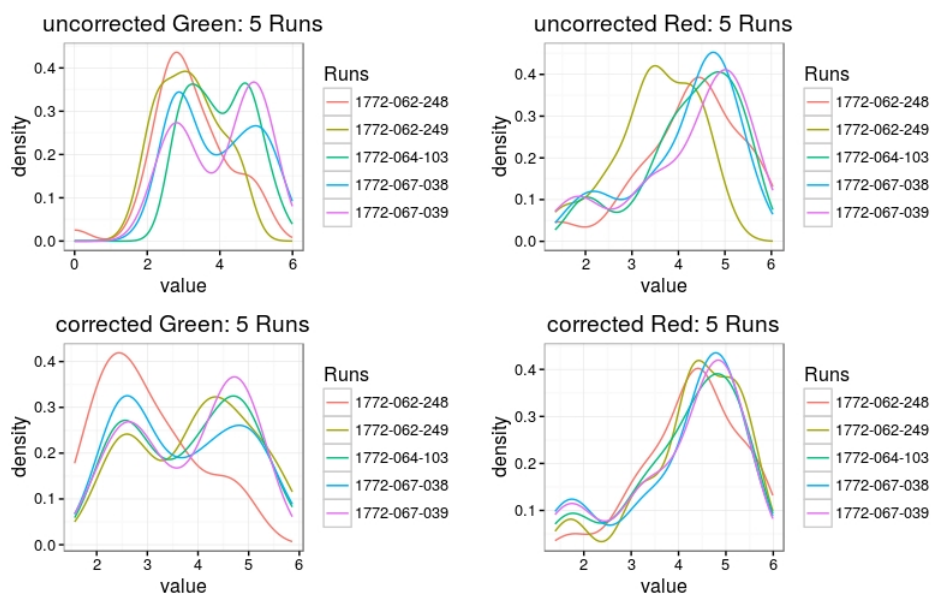 uncorrected Green: 5 Runs
density
0.4
0.3
0.2
0.1
0.0
0 2 4 6
value
Runs
1772-062-248
1772-062-249
1772-064-103
1772-067-038
1772-067-039
uncorrected Red: 5 Runs
density
0.4
0.3
0.2
0.1
0.0
2 3 4 5 6
value
Runs
1772-062-248
1772-062-249
1772-064-103
1772-067-038
1772-067-039
corrected Green: 5 Runs
density
0.4
0.3
0.2
0.1
0.0
2 3 4 5 6
value
Runs
1772-062-248
1772-062-249
1772-064-103
1772-067-038
1772-067-039
corrected Red: 5 Runs
density
0.4
0.3
0.2
0.1
2 3 4 5 6
value
Runs
1772-062-248
1772-062-249
1772-064-103
1772-067-038
1772-067-039